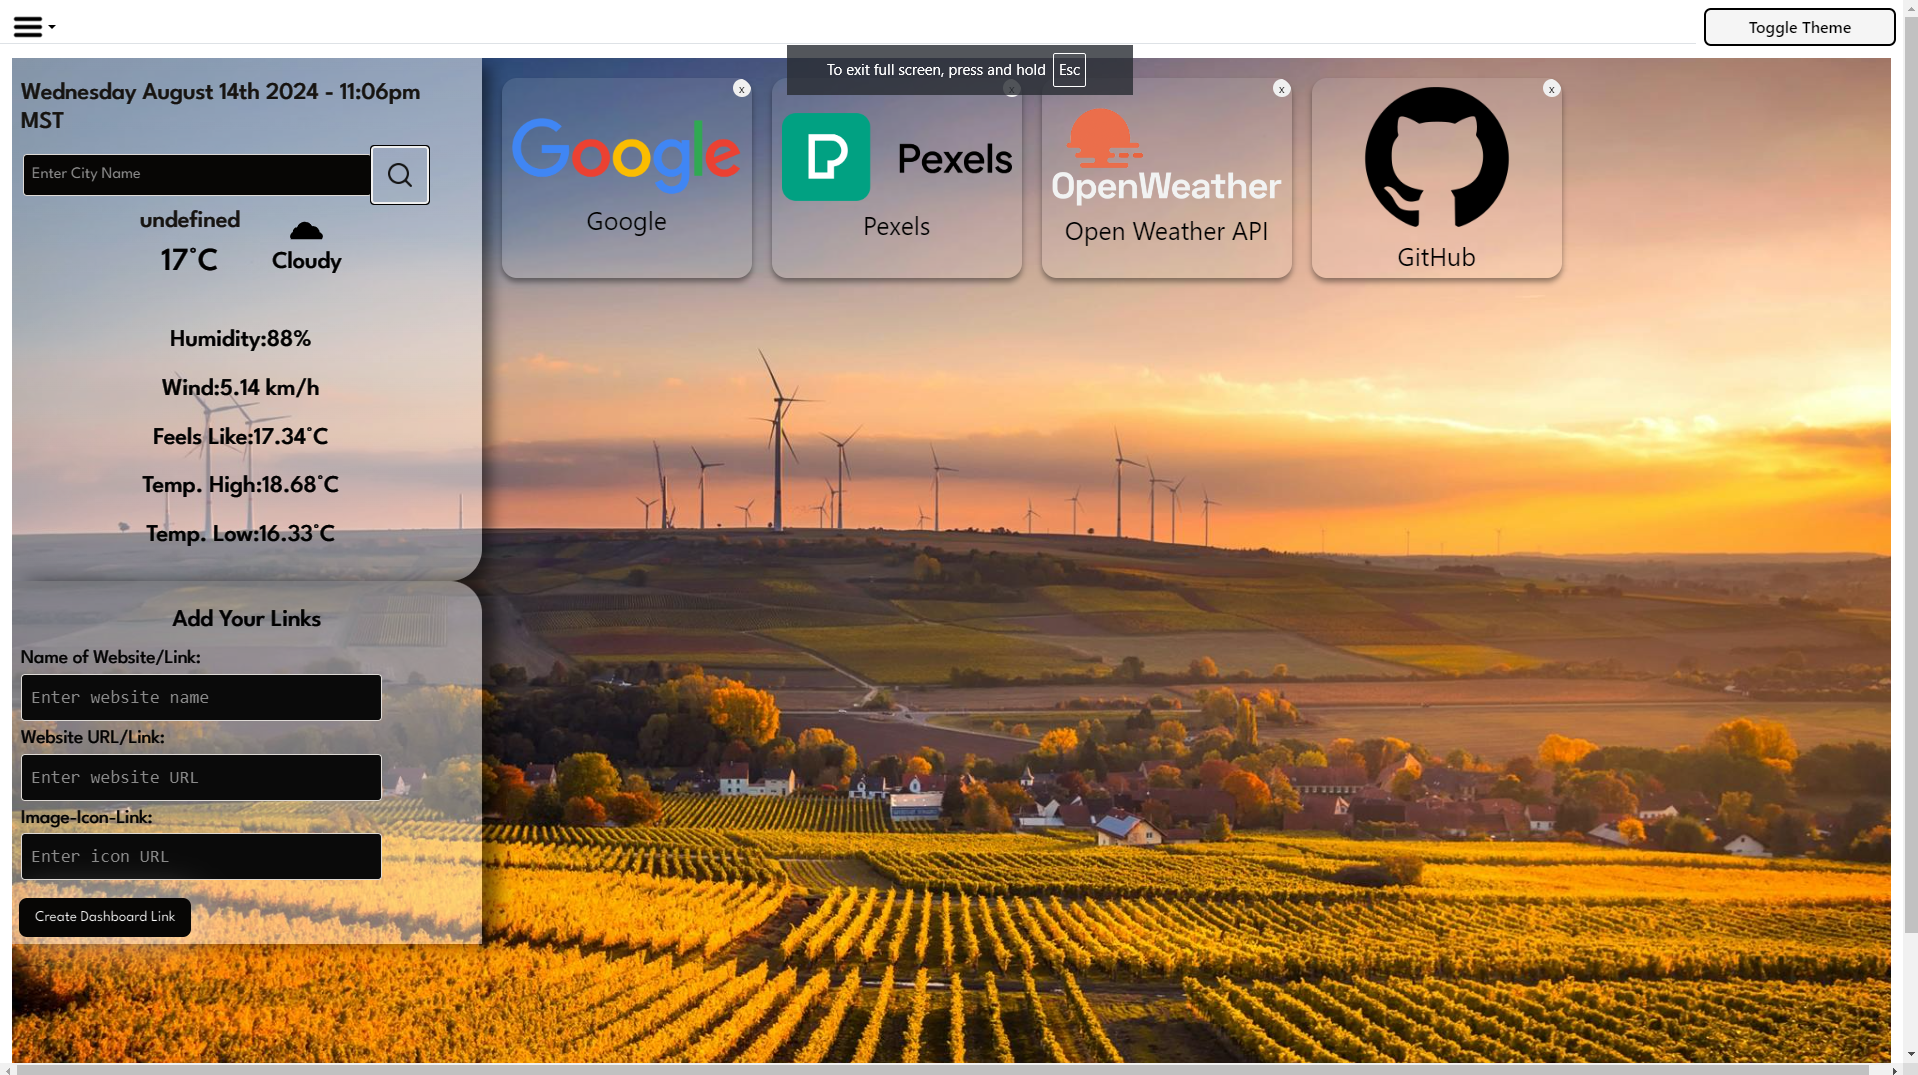 Toggle Theme
To exit full screen, press and hold Esc
Wednesday August 14th 2024 - 11:06pm
MST
Enter City Name
undefined
17°C
Cloudy
Humidity:88%
Wind:5.14 km/h
Feels Like:17.34°C
Temp. High:18.68°C
Temp. Low:16.33°C
Add Your Links
Name of Website/Link:
Enter website name
Website URL/Link:
Enter website URL
Image-Icon-Link:
Enter icon URL
Create Dashboard Link
x
Google
Google
x
Pexels
Pexels
x
OpenWeather
Open Weather API
x
GitHub